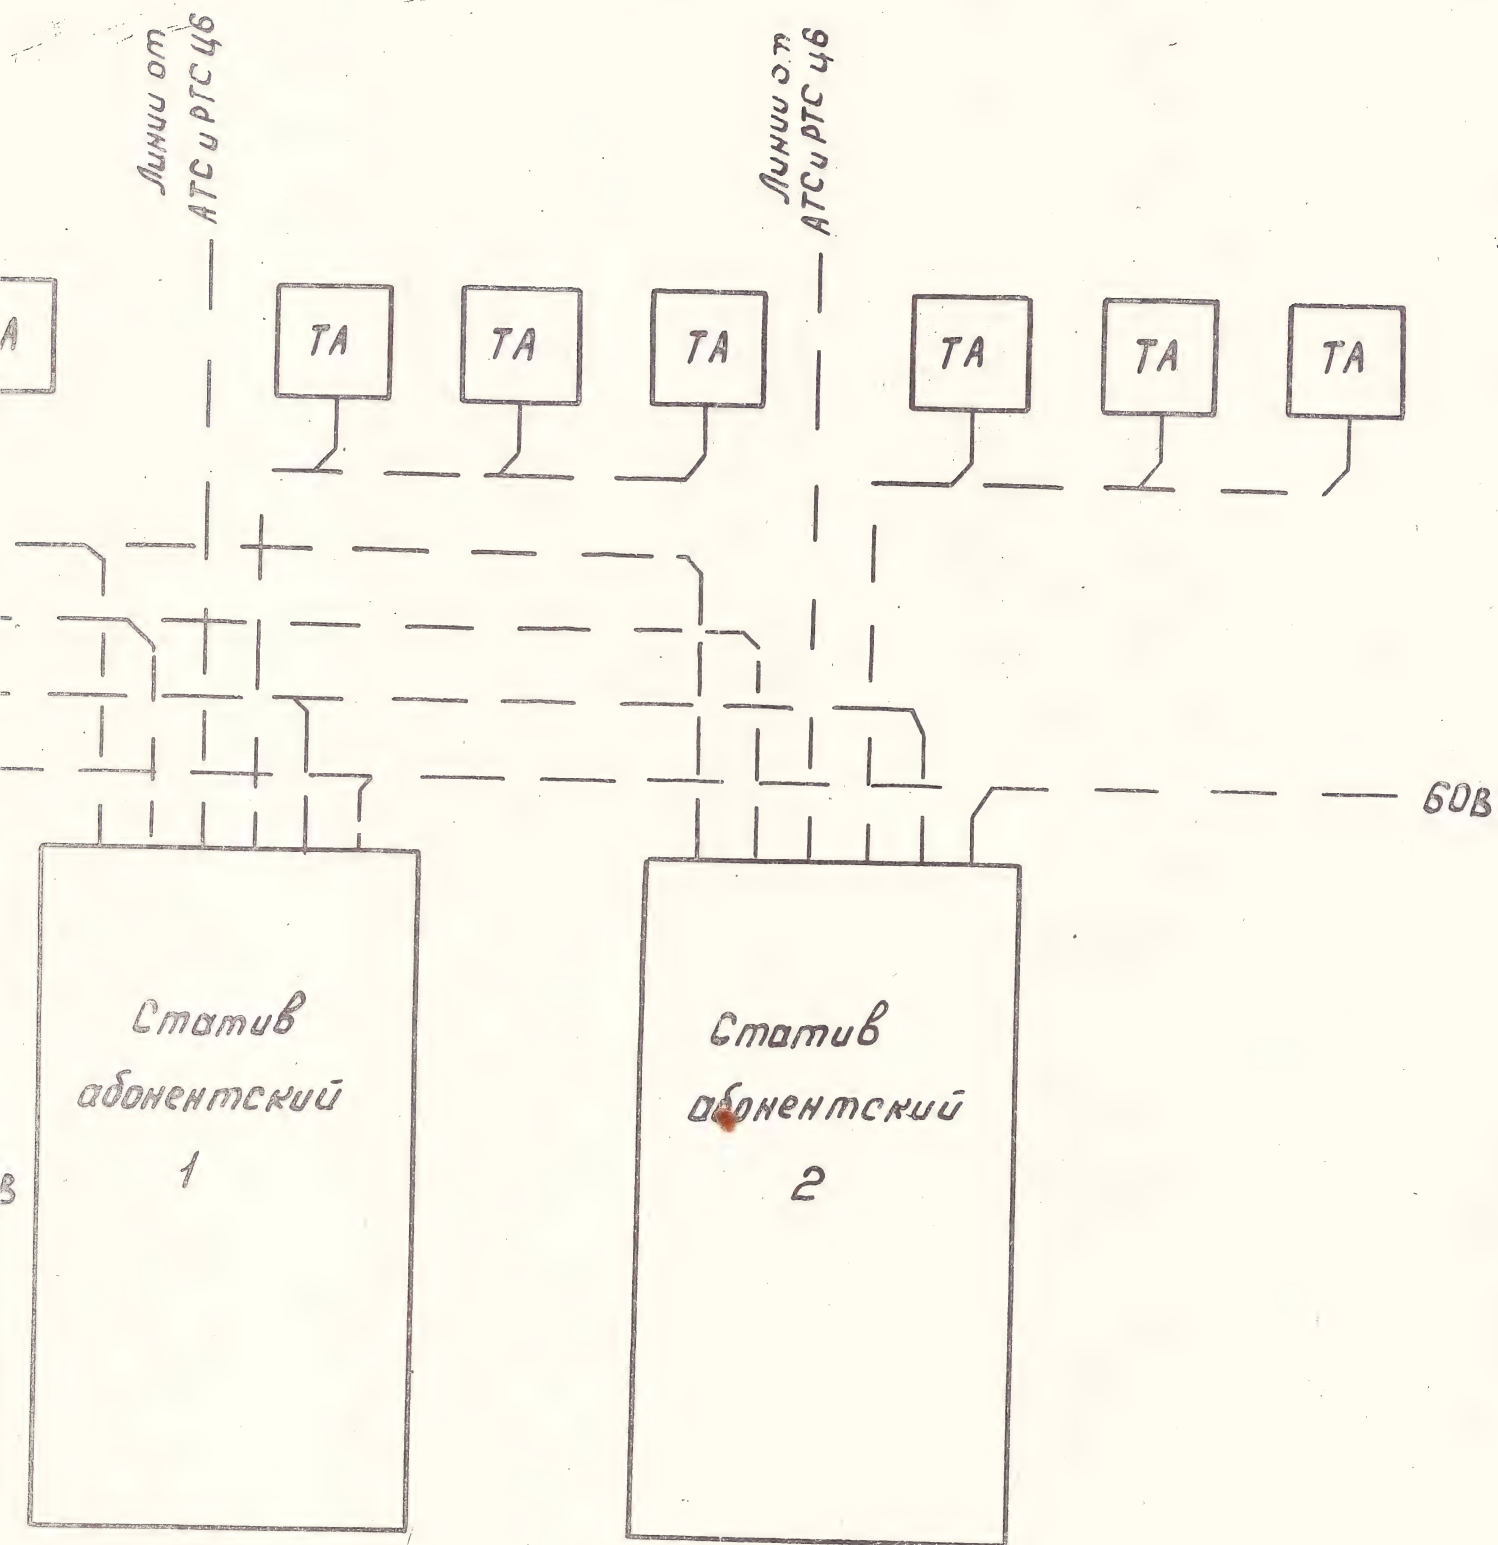 Линии от
АТС и РТС ЦБ
Линии от
АТС и РТС ЦБ
А
ТА
ТА
ТА
ТА
ТА
ТА
60В
Статив
абонентский
1
Статив
абонентский
2
В